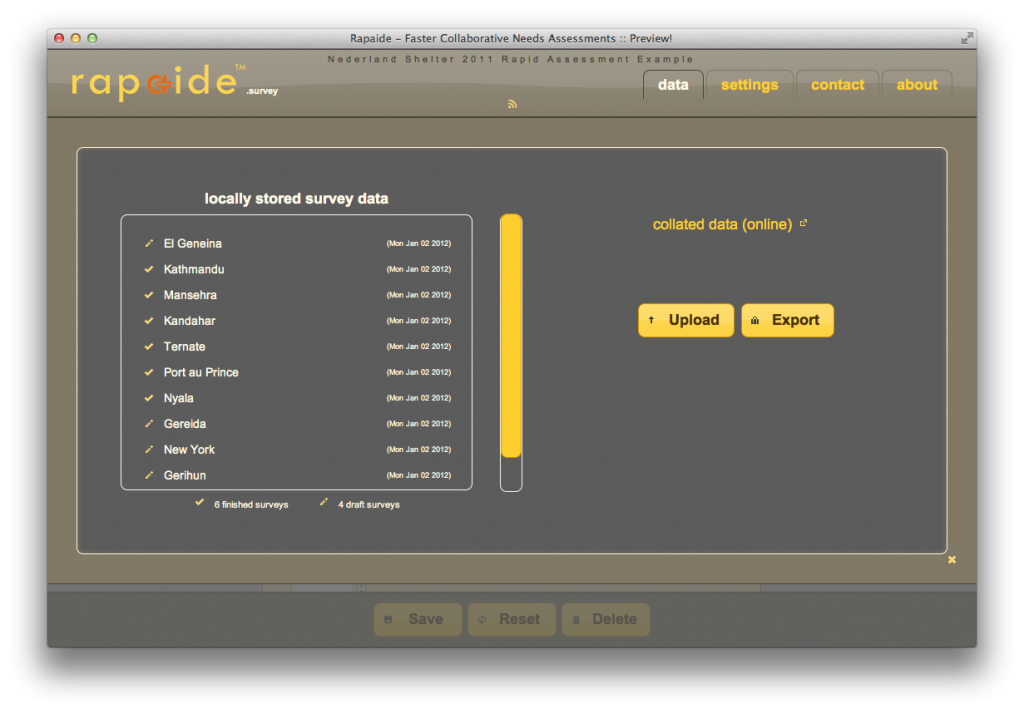 Rapaide – Faster Collaborative Needs Assessments :: Preview!
Nederland Shelter 2011 Rapid Assessment Example
rapaide™.survey
data settings contact about
locally stored survey data
El Geneina (Mon Jan 02 2012)
Kathmandu (Mon Jan 02 2012)
Mansehra (Mon Jan 02 2012)
Kandahar (Mon Jan 02 2012)
Ternate (Mon Jan 02 2012)
Port au Prince (Mon Jan 02 2012)
Nyala (Mon Jan 02 2012)
Gereida (Mon Jan 02 2012)
New York (Mon Jan 02 2012)
Gerihun (Mon Jan 02 2012)
6 finished surveys 4 draft surveys
collated data (online)
Upload Export
Save Reset Delete